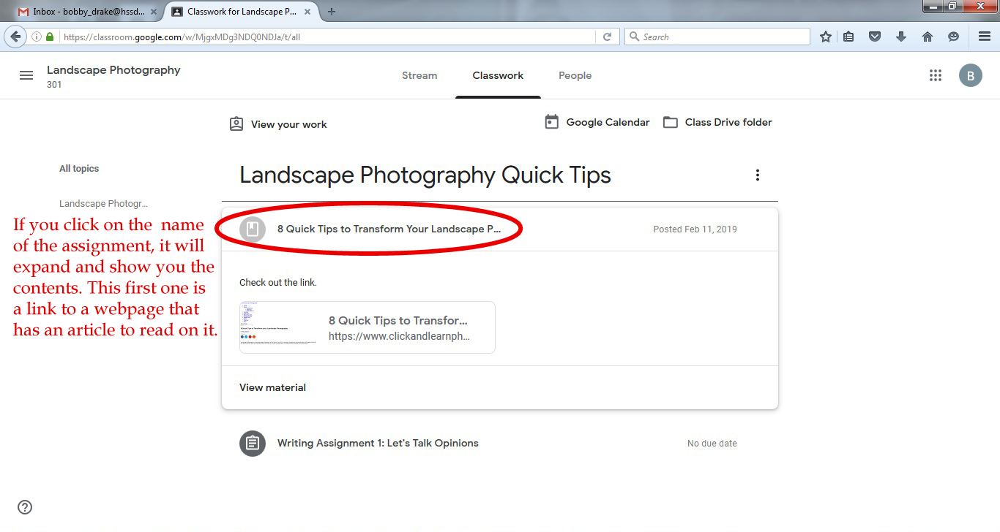 Inbox - bobby_drake@hssd...
Classwork for Landscape P...
https://classroom.google.com/w/MjgxMDg3NDQ0NDJa/t/all
Search
Landscape Photography
301
Stream
Classwork
People
B
View your work
Google Calendar
Class Drive folder
All topics
Landscape Photogr...
Landscape Photography Quick Tips
If you click on the name
of the assignment, it will
expand and show you the
contents. This first one is
a link to a webpage that
has an article to read on it.
8 Quick Tips to Transform Your Landscape P...
Posted Feb 11, 2019
Check out the link.
8 Quick Tips to Transfor...
https://www.clickandlearnph...
View material
Writing Assignment 1: Let's Talk Opinions
No due date